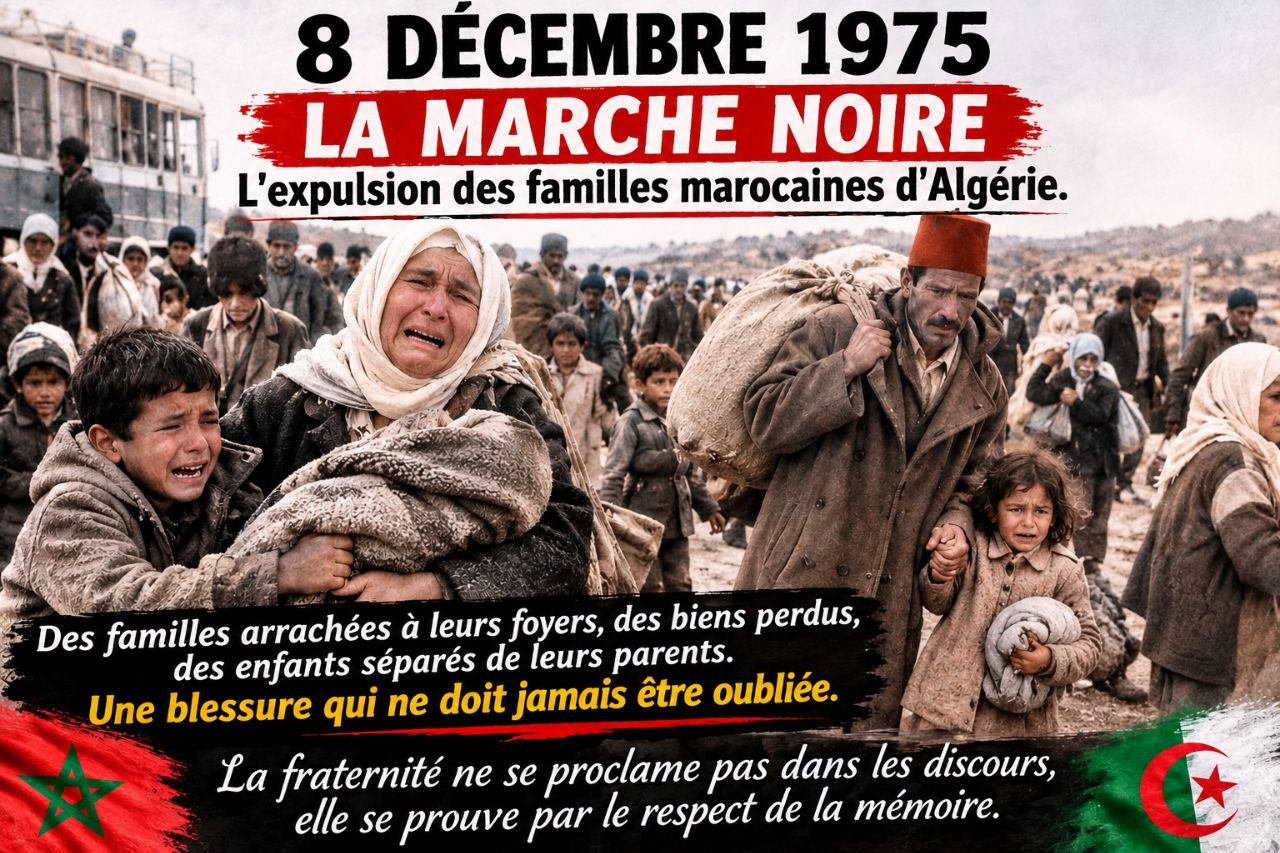 8 DÉCEMBRE 1975
LA MARCHE NOIRE
L'expulsion des familles marocaines d'Algérie.
Des familles arrachées à leurs foyers, des biens perdus,
des enfants séparés de leurs parents.
Une blessure qui ne doit jamais être oubliée.
La fraternité ne se proclame pas dans les discours,
elle se prouve par le respect de la mémoire.